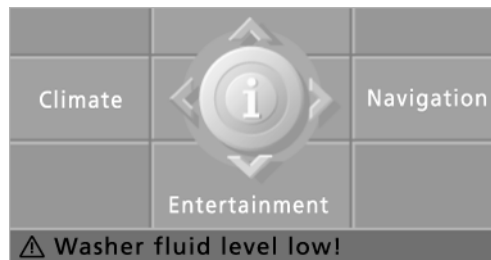 Climate
i
Navigation
Entertainment
Washer fluid level low!